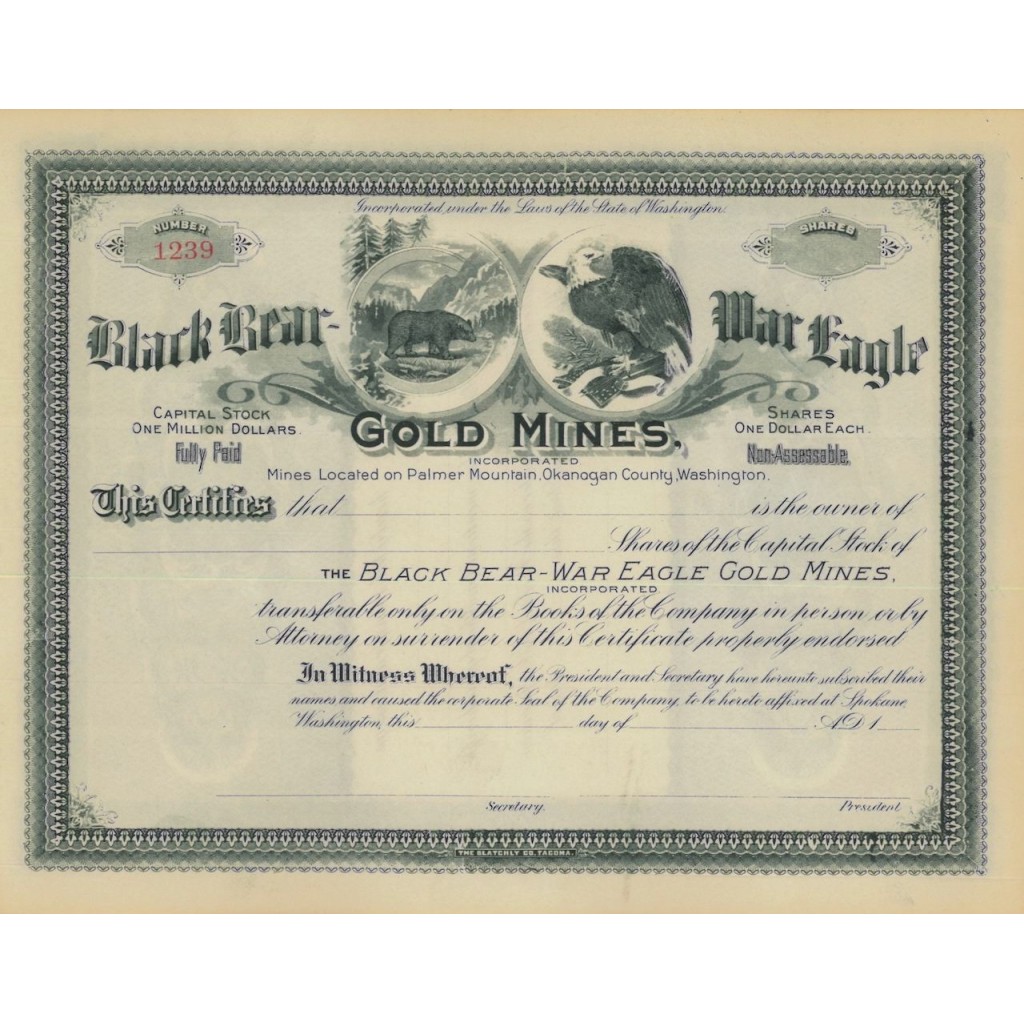 Incorporated under the Laws of the State of Washington.
NUMBER
1239
SHARES
Black Bear-
War Eagle
CAPITAL STOCK
ONE MILLION DOLLARS.
Fully Paid
SHARES
ONE DOLLAR EACH.
Non-Assessable.
GOLD MINES,
INCORPORATED
Mines Located on Palmer Mountain, Okanogan County, Washington.
This Certifies that is the owner of
Shares of the Capital Stock of
THE BLACK BEAR-WAR EAGLE GOLD MINES,
INCORPORATED
transferable only on the Books of the Company in person or by
Attorney on surrender of this Certificate properly endorsed
In Witness Whereof, the President and Secretary have hereunto subscribed their
names and caused the corporate Seal of the Company, to be hereto affixed at Spokane,
Washington, this day of A.D. 1
Secretary. President
THE BLATCHLY CO. TACOMA.